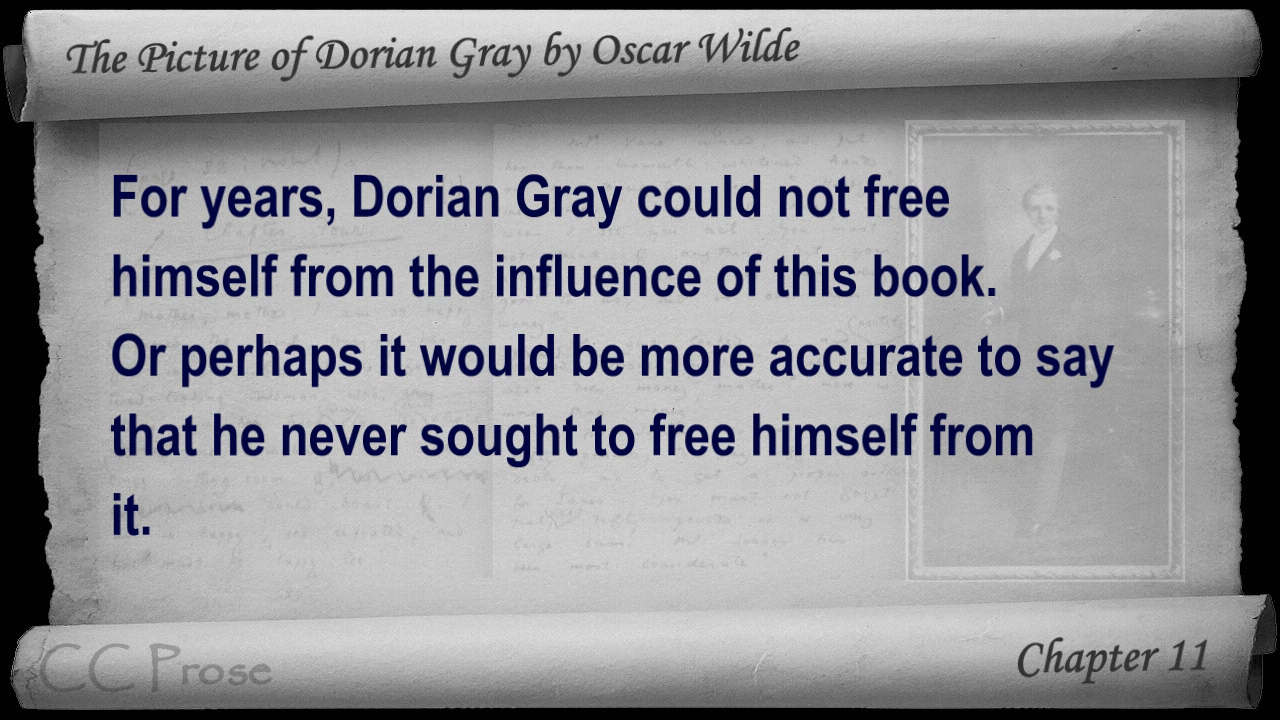 The Picture of Dorian Gray by Oscar Wilde
For years, Dorian Gray could not free
himself from the influence of this book.
Or perhaps it would be more accurate to say
that he never sought to free himself from
it.
CC Prose
Chapter 11